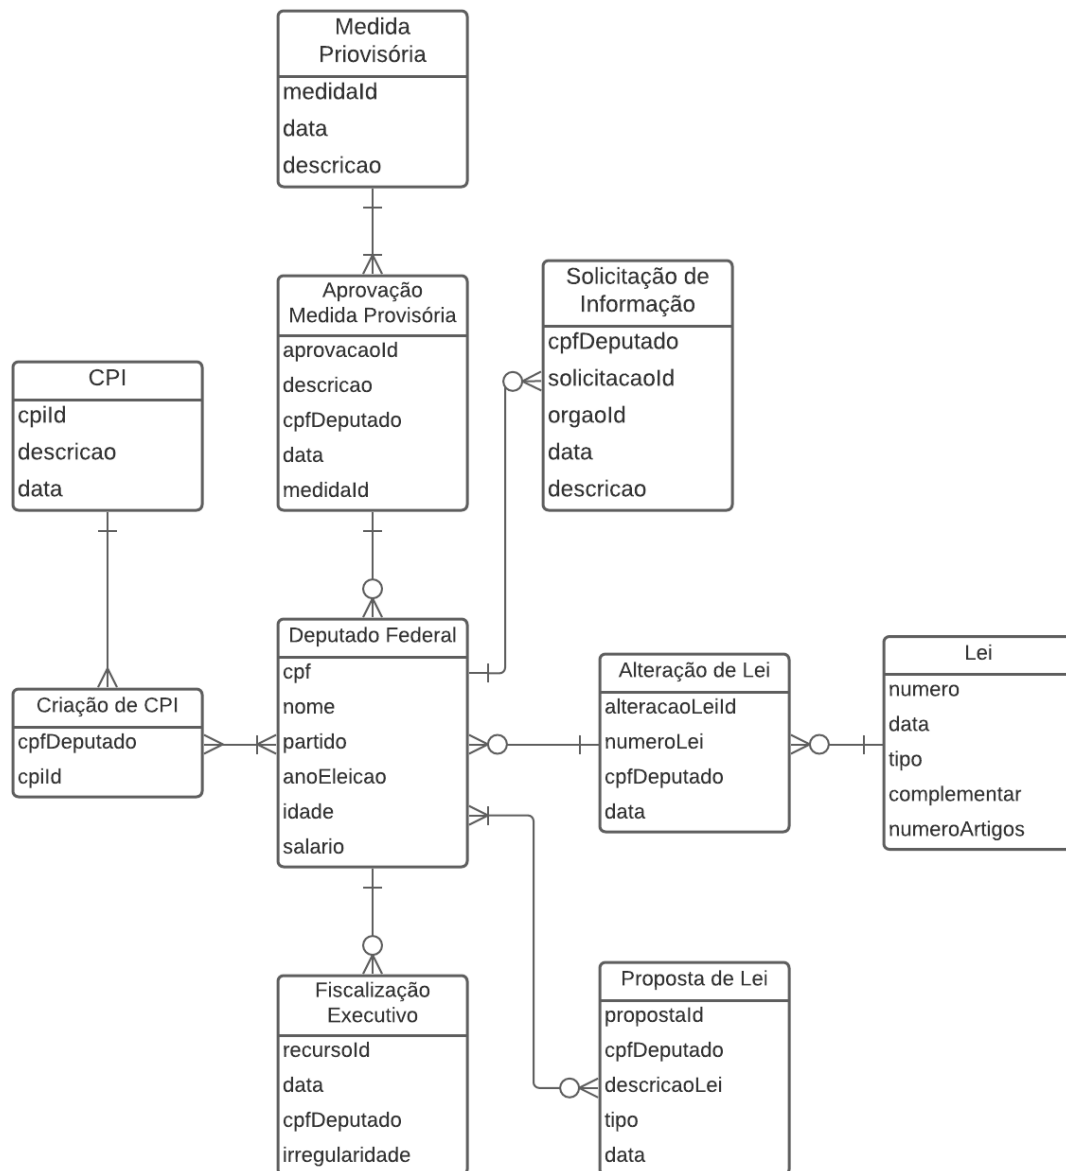 Medida
Priovisória
medidaId
data
descricao
Aprovação
Medida Provisória
aprovacaoId
descricao
cpfDeputado
data
medidaId
Solicitação de
Informação
cpfDeputado
solicitacaoId
orgaoId
data
descricao
CPI
cpiId
descricao
data
Criação de CPI
cpfDeputado
cpiId
Deputado Federal
cpf
nome
partido
anoEleicao
idade
salario
Alteração de Lei
alteracaoLeiId
numeroLei
cpfDeputado
data
Lei
numero
data
tipo
complementar
numeroArtigos
Fiscalização
Executivo
recursoId
data
cpfDeputado
irregularidade
Proposta de Lei
propostaId
cpfDeputado
descricaoLei
tipo
data